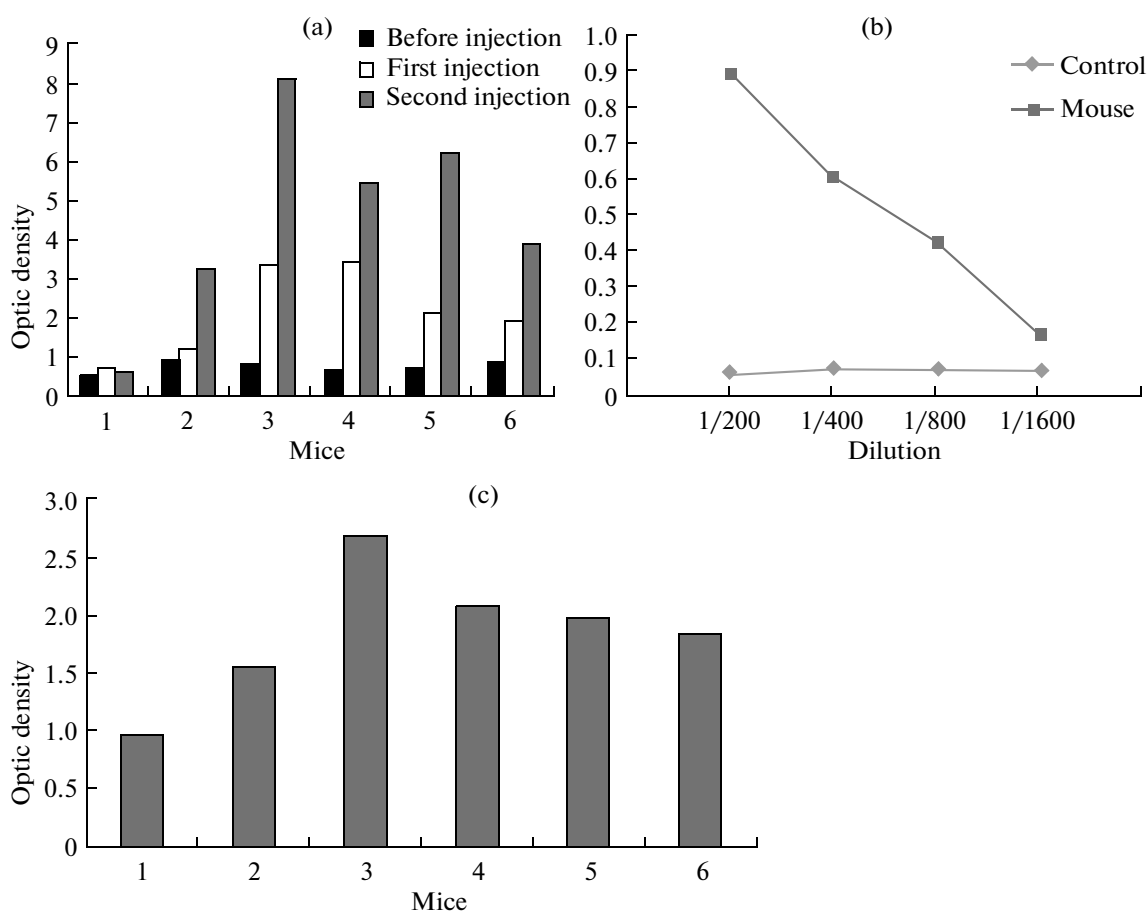 (a)
Optic density
9
8
7
6
5
4
3
2
1
0
Before injection
First injection
Second injection
1 2 3 4 5 6
Mice
(b)
1.0
0.9
0.8
0.7
0.6
0.5
0.4
0.3
0.2
0.1
0
Control
Mouse
1/200 1/400 1/800 1/1600
Dilution
(c)
Optic density
3.0
2.5
2.0
1.5
1.0
0.5
0
1 2 3 4 5 6
Mice